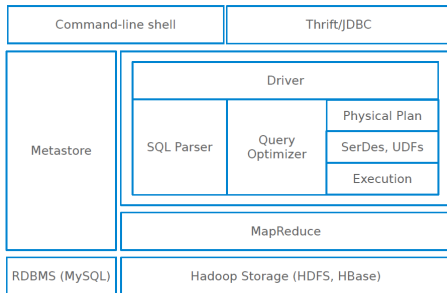 Command-line shell
Thrift/JDBC
Driver
Metastore
SQL Parser
Query
Optimizer
Physical Plan
SerDes, UDFs
Execution
MapReduce
RDBMS (MySQL)
Hadoop Storage (HDFS, HBase)